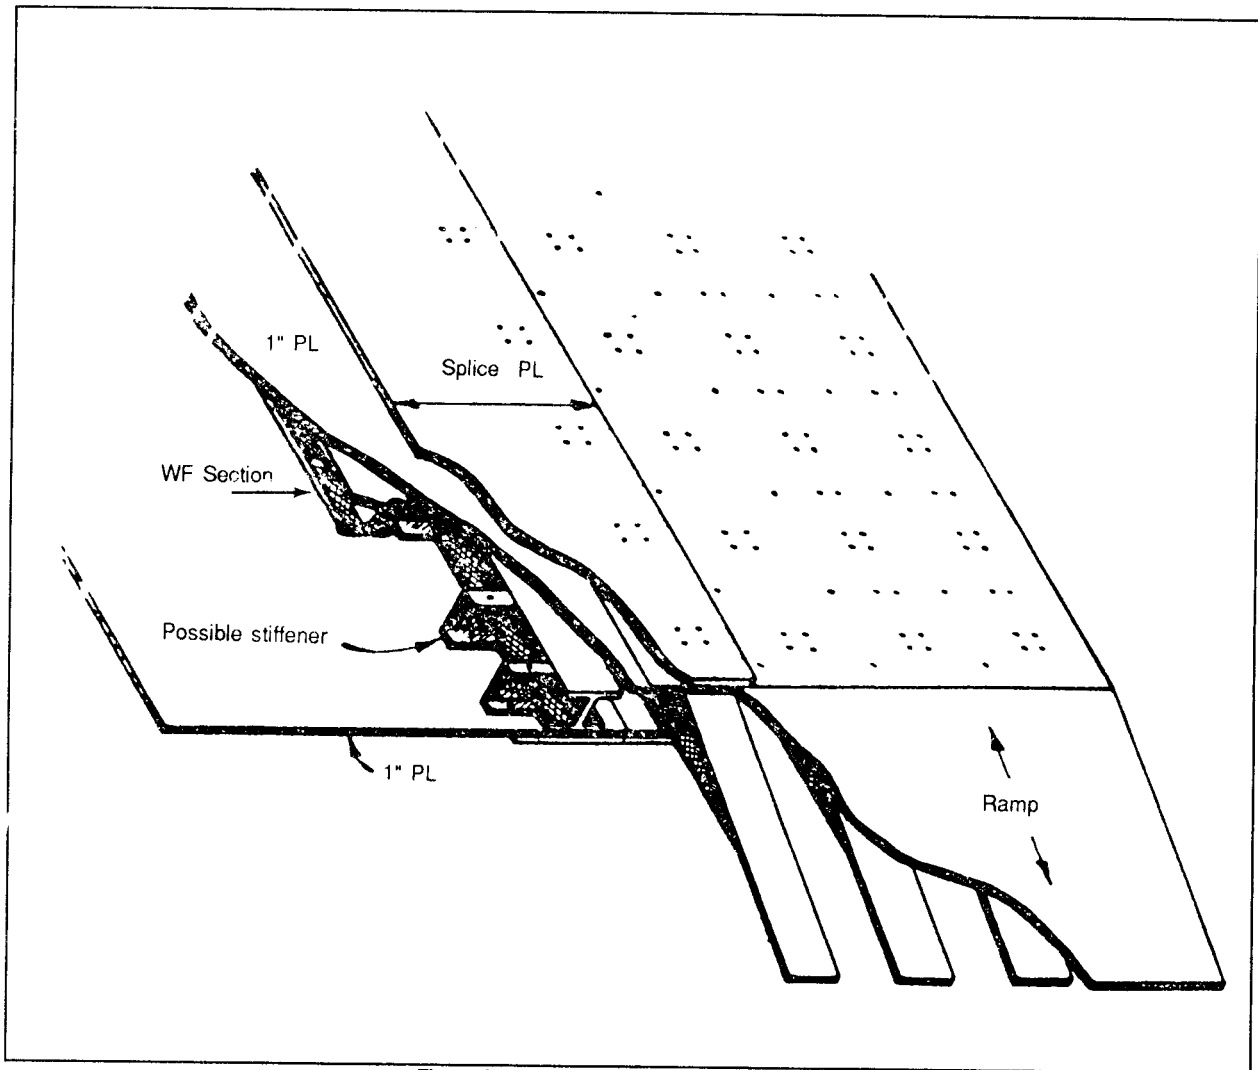 1" PL
Splice PL
WF Section
Possible stiffener
1" PL
Ramp